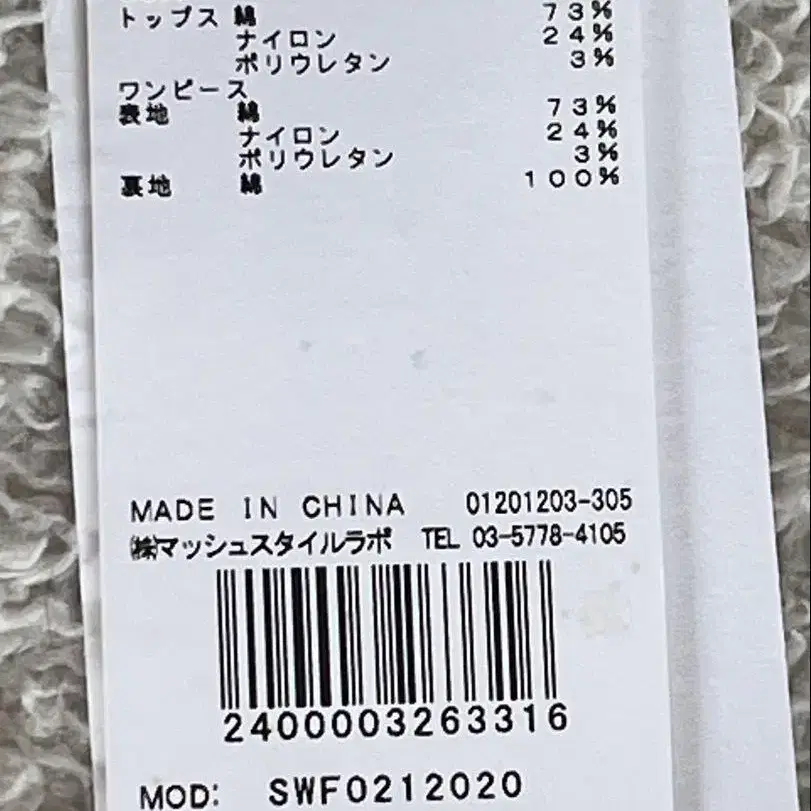 トップス 綿 73%
ナイロン 24%
ポリウレタン 3%
ワンピース
表地 綿 73%
ナイロン 24%
ポリウレタン 3%
裏地 綿 100%
MADE IN CHINA 01201203-305
㈱マッシュスタイルラボ TEL 03-5778-4105
2400003263316
MOD: SWF0212020